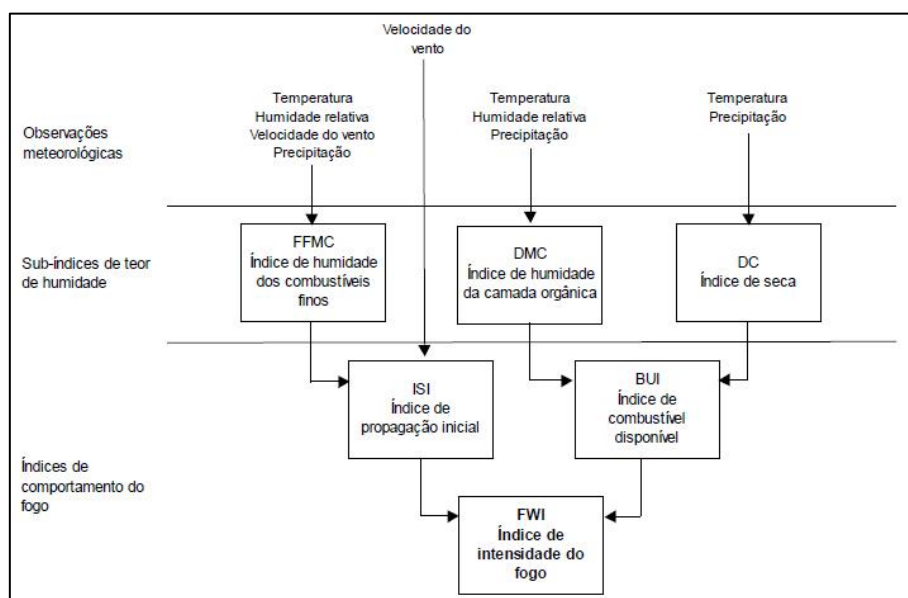 Velocidade do
vento
Observações
meteorológicas
Temperatura
Humidade relativa
Velocidade do vento
Precipitação
Temperatura
Humidade relativa
Precipitação
Temperatura
Precipitação
Sub-índices de teor
de humidade
FFMC
Índice de humidade
dos combustíveis
finos
DMC
Índice de humidade
da camada orgânica
DC
Índice de seca
Índices de
comportamento do
fogo
ISI
Índice de
propagação inicial
BUI
Índice de
combustível
disponível
FWI
Índice de
intensidade do
fogo